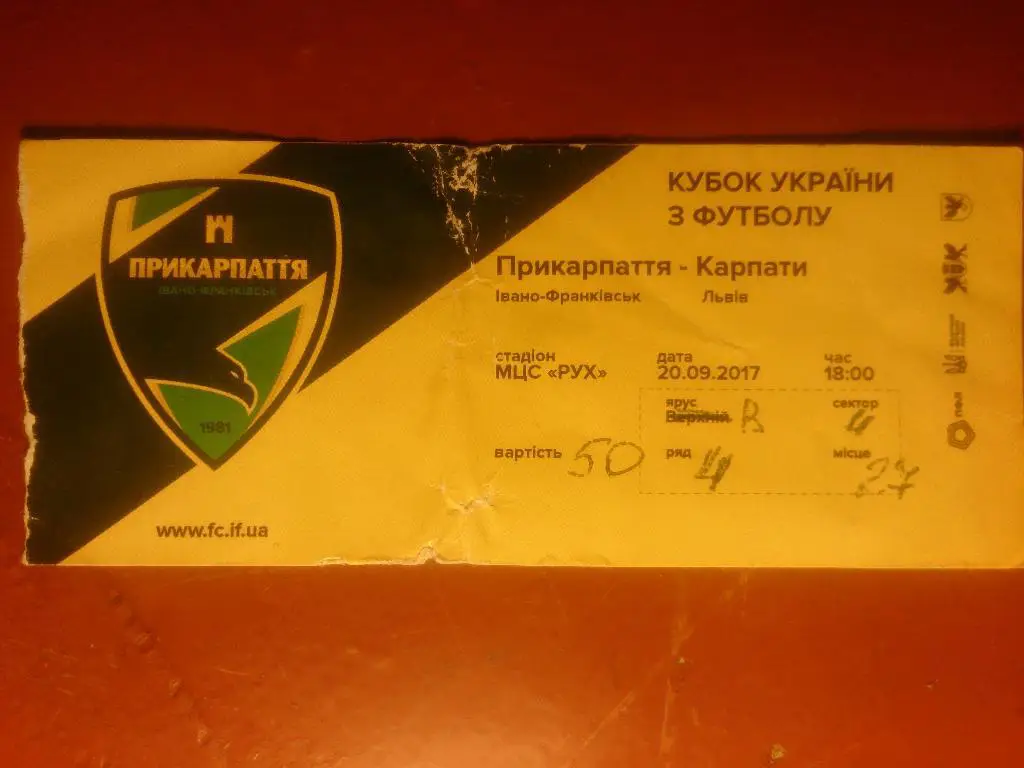 ПРИКАРПАТТЯ
ІВАНО-ФРАНКІВСЬК
1981
www.fc.if.ua
КУБОК УКРАЇНИ
З ФУТБОЛУ
Прикарпаття - Карпати
Івано-Франківськ Львів
стадіон дата час
МЦС «РУХ» 20.09.2017 18:00
ярус сектор
Верхній В 4
вартість 50 ряд 4 місце 27
ПФЛ